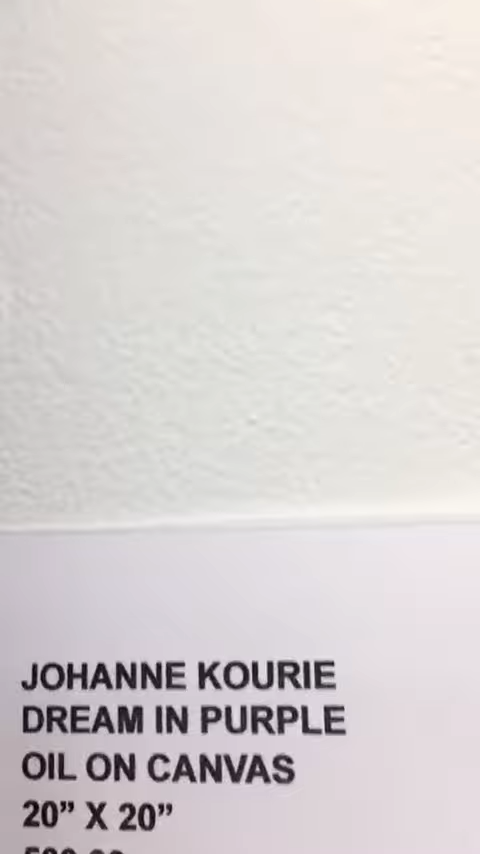 JOHANNE KOURIE
DREAM IN PURPLE
OIL ON CANVAS
20” X 20”